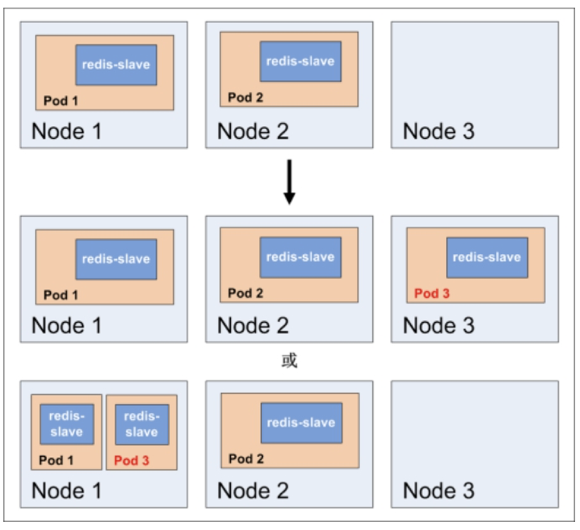 redis-slave
Pod 1
Node 1
redis-slave
Pod 2
Node 2
Node 3
redis-slave
Pod 1
Node 1
redis-slave
Pod 2
Node 2
redis-slave
Pod 3
Node 3
或
redis-
slave
Pod 1
redis-
slave
Pod 3
Node 1
redis-slave
Pod 2
Node 2
Node 3